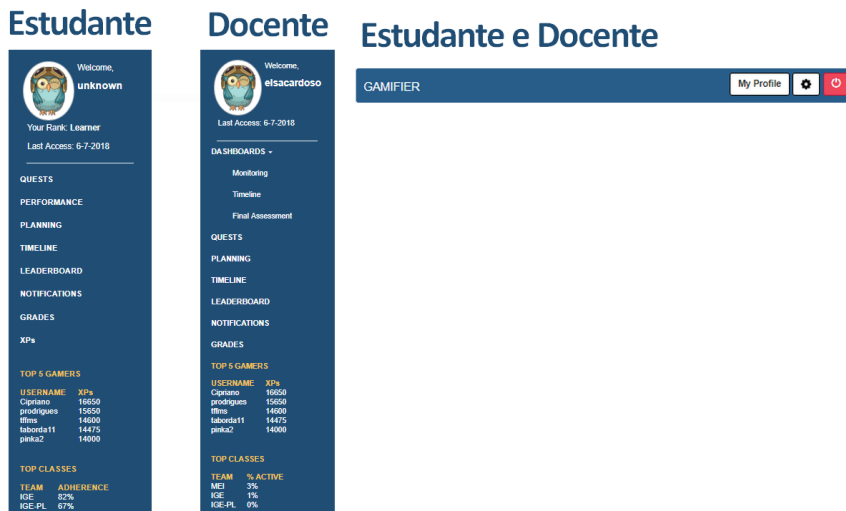 Estudante
Welcome,
unknown
Your Rank: Learner
Last Access: 6-7-2018
QUESTS
PERFORMANCE
PLANNING
TIMELINE
LEADERBOARD
NOTIFICATIONS
GRADES
XPs
TOP 5 GAMERS
USERNAME XPs
Cipriano 16650
prodrigues 15650
tffms 14600
taborda11 14475
pinka2 14000
TOP CLASSES
TEAM ADHERENCE
IGE 82%
IGE-PL 67%
Docente
Welcome,
elsacardoso
Last Access: 6-7-2018
DASHBOARDS
Monitoring
Timeline
Final Assessment
QUESTS
PLANNING
TIMELINE
LEADERBOARD
NOTIFICATIONS
GRADES
TOP 5 GAMERS
USERNAME XPs
Cipriano 16650
prodrigues 15650
tffms 14600
taborda11 14475
pinka2 14000
TOP CLASSES
TEAM % ACTIVE
MEI 3%
IGE 1%
IGE-PL 0%
Estudante e Docente
GAMIFIER
My Profile